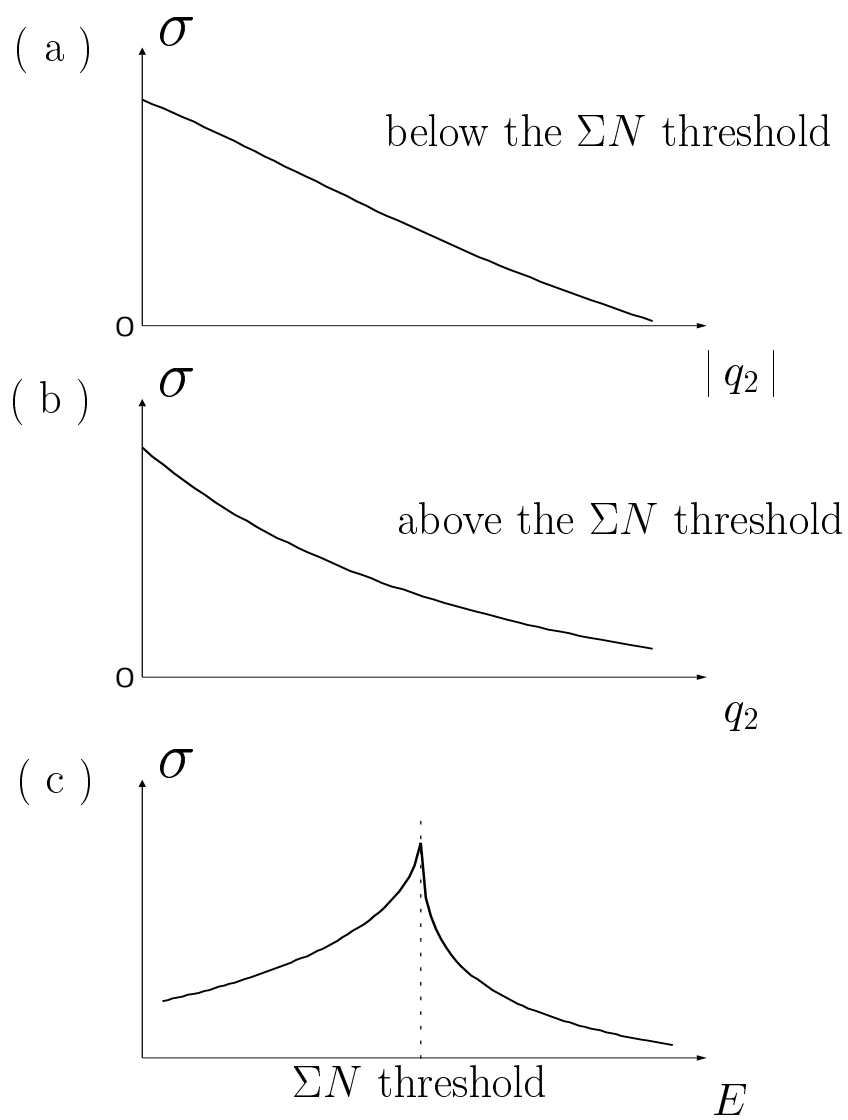 ( a )
σ
below the ΣN threshold
0
| q₂ |
( b )
σ
above the ΣN threshold
0
q₂
( c )
σ
ΣN threshold
E